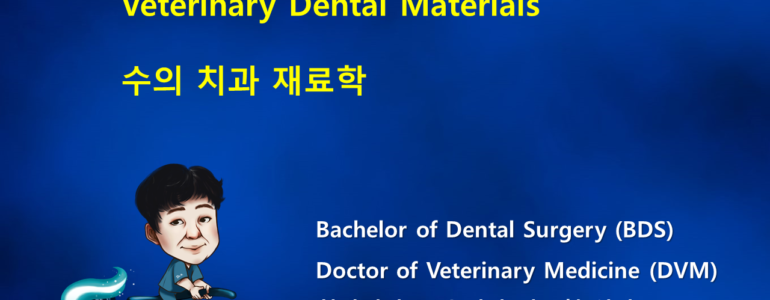 Veterinary Dental Materials
수의 치과 재료학
Bachelor of Dental Surgery (BDS)
Doctor of Veterinary Medicine (DVM)